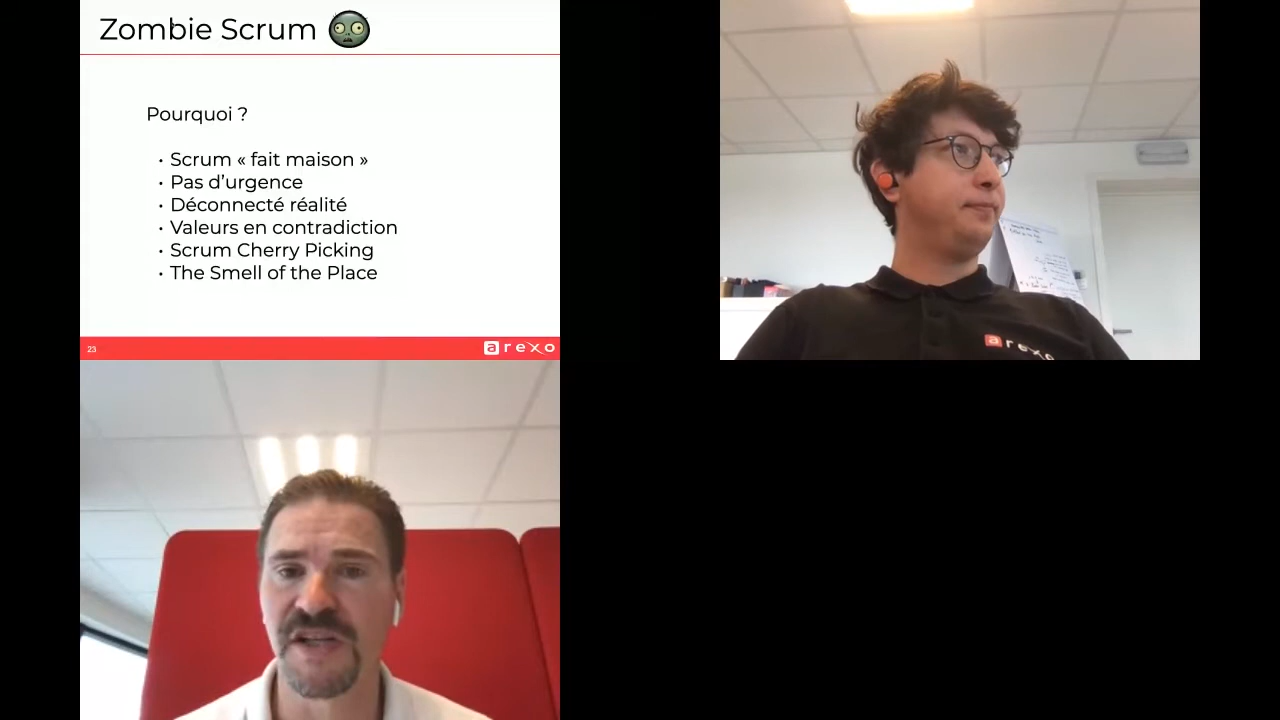 Zombie Scrum
Pourquoi ?
• Scrum « fait maison »
• Pas d'urgence
• Déconnecté réalité
• Valeurs en contradiction
• Scrum Cherry Picking
• The Smell of the Place
23
arexo
arexo